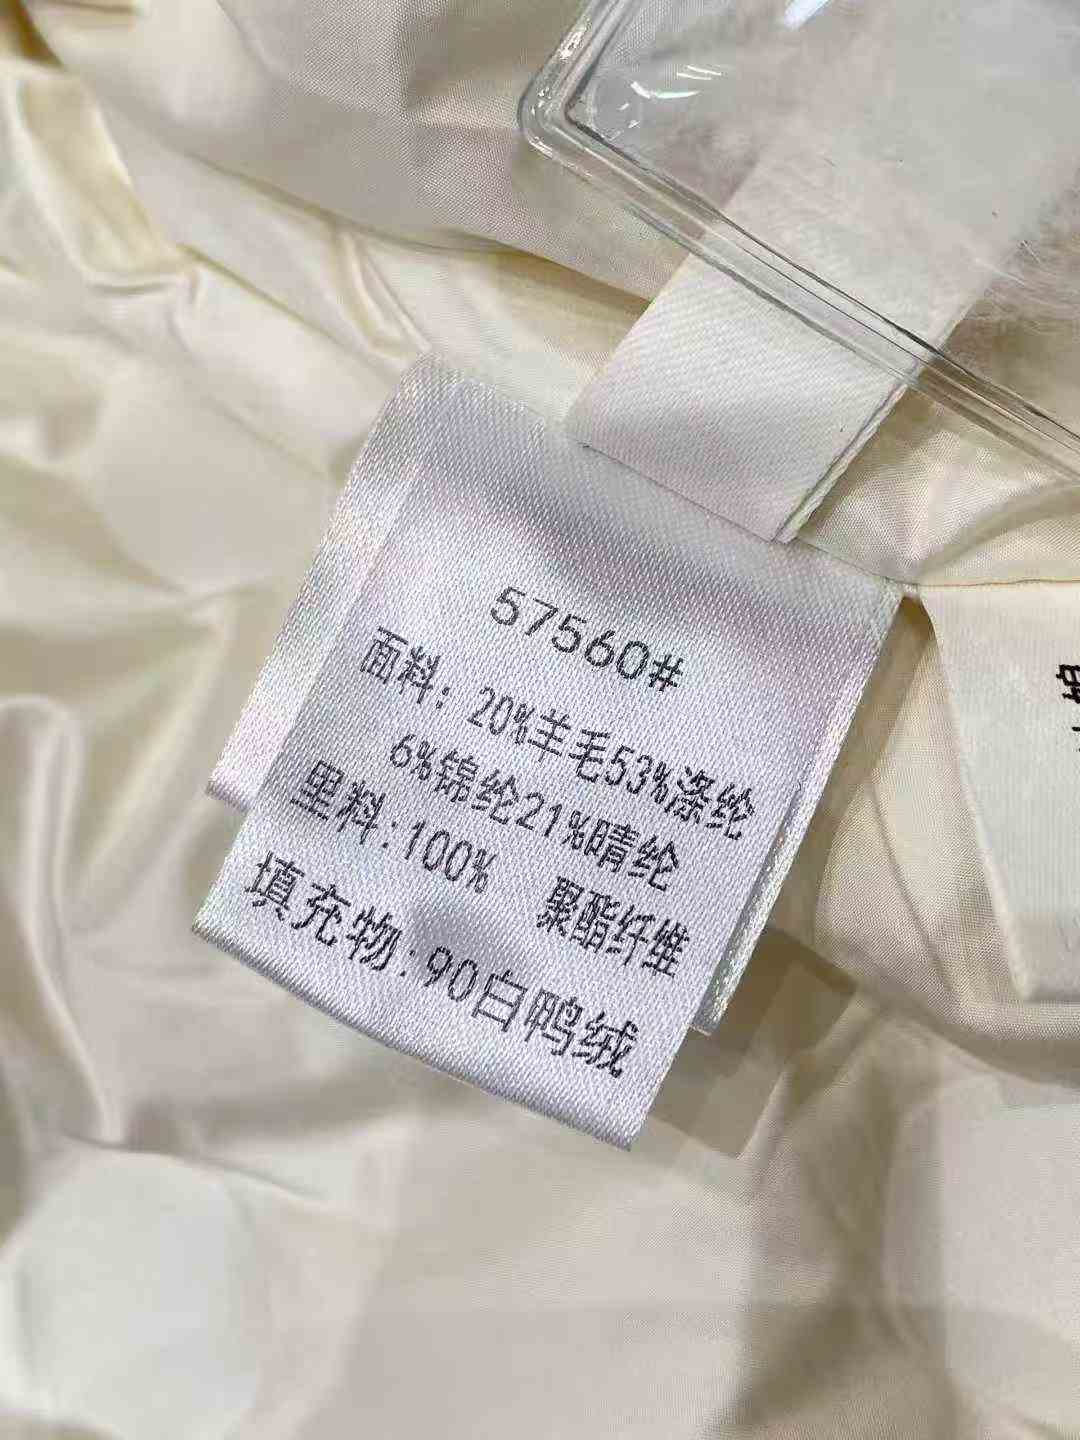 57560#
面料：20%羊毛53%涤纶
6%锦纶21%晴纶
里料:100% 聚酯纤维
填充物:90白鸭绒